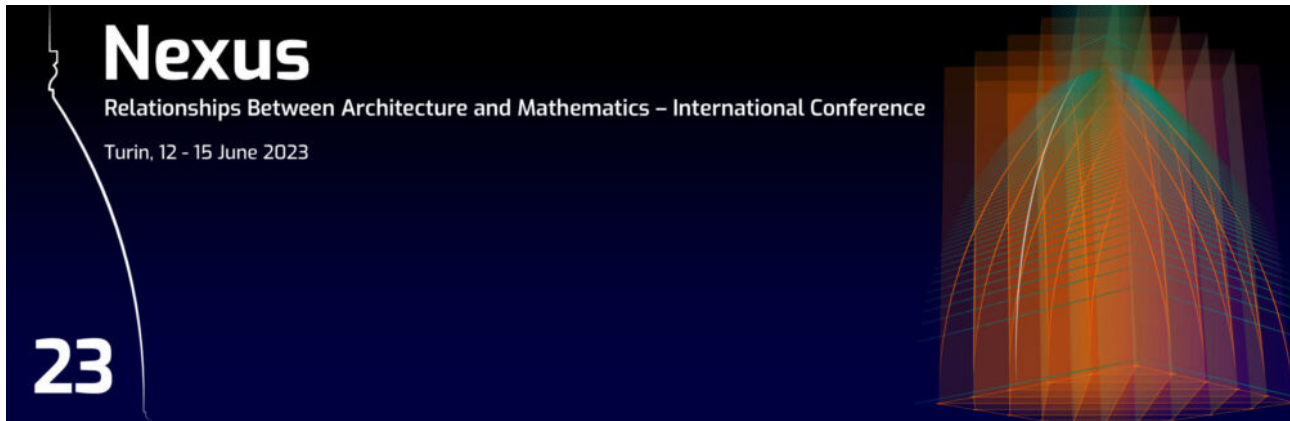 Nexus
Relationships Between Architecture and Mathematics – International Conference
Turin, 12 - 15 June 2023
23